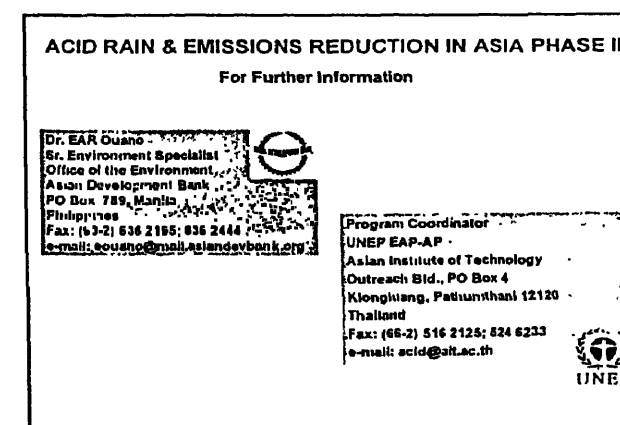 ACID RAIN & EMISSIONS REDUCTION IN ASIA PHASE II
For Further Information
Dr. EAR Ouano
Sr. Environment Specialist
Office of the Environment,
Asian Development Bank
PO Box 789, Manila
Philippines
Fax: (63-2) 636 2195; 636 2444
e-mail: eouano@mail.asiandevbank.org
Program Coordinator
UNEP EAP-AP
Asian Institute of Technology
Outreach Bld., PO Box 4
Klongluang, Pathumthani 12120
Thailand
Fax: (66-2) 516 2125; 524 6233
e-mail: acid@ait.ac.th
UNE